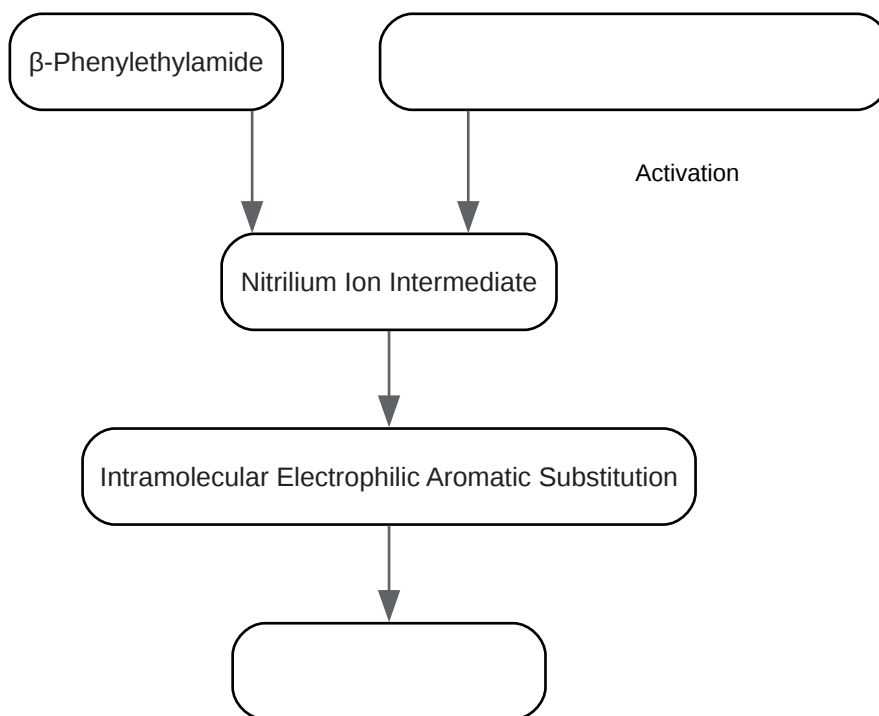 β-Phenylethylamide
Activation
Nitrilium Ion Intermediate
Intramolecular Electrophilic Aromatic Substitution